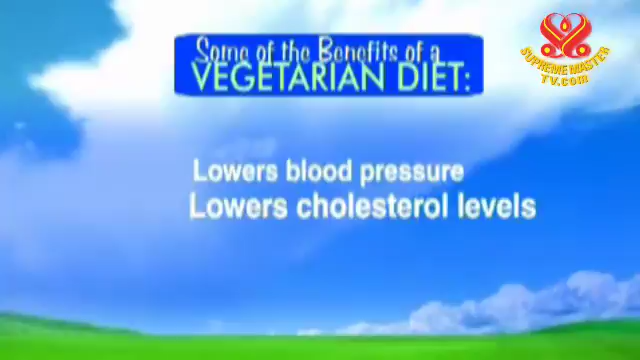 Some of the Benefits of a
VEGETARIAN DIET:
SUPREME MASTER
TV.COM
Lowers blood pressure
Lowers cholesterol levels